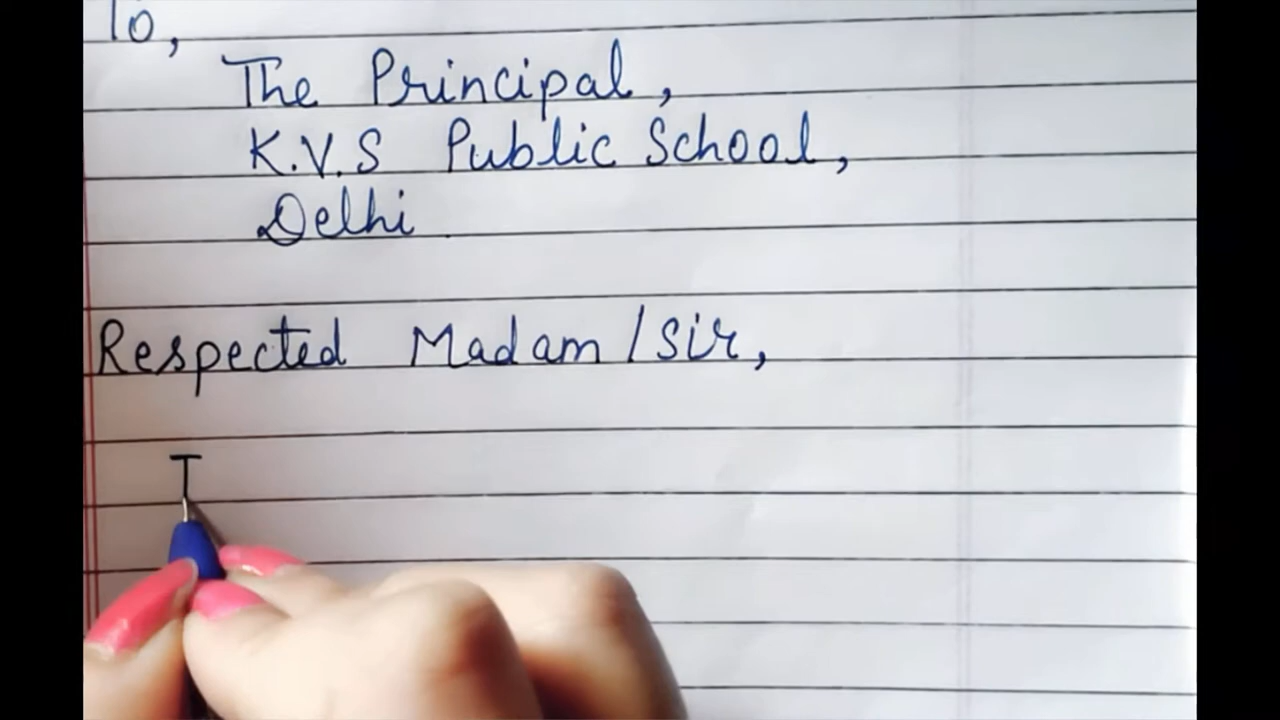 To,
The Principal,
K.V.S Public School,
Delhi.
Respected Madam/Sir,
I